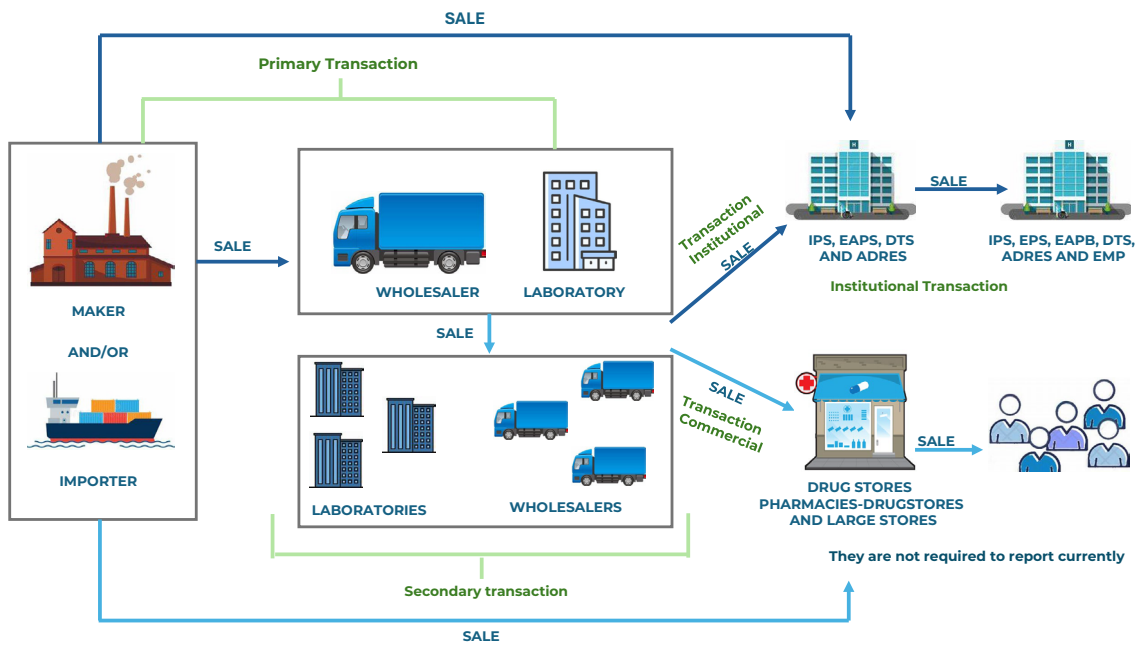 SALE
Primary Transaction
MAKER
AND/OR
IMPORTER
SALE
WHOLESALER
LABORATORY
SALE
LABORATORIES
WHOLESALERS
Secondary transaction
SALE
Transaction
Institutional
SALE
H
IPS, EAPS, DTS
AND ADRES
SALE
H
IPS, EPS, EAPB, DTS,
ADRES AND EMP
Institutional Transaction
SALE
Transaction
Commercial
DRUG STORES
PHARMACIES-DRUGSTORES
AND LARGE STORES
SALE
They are not required to report currently